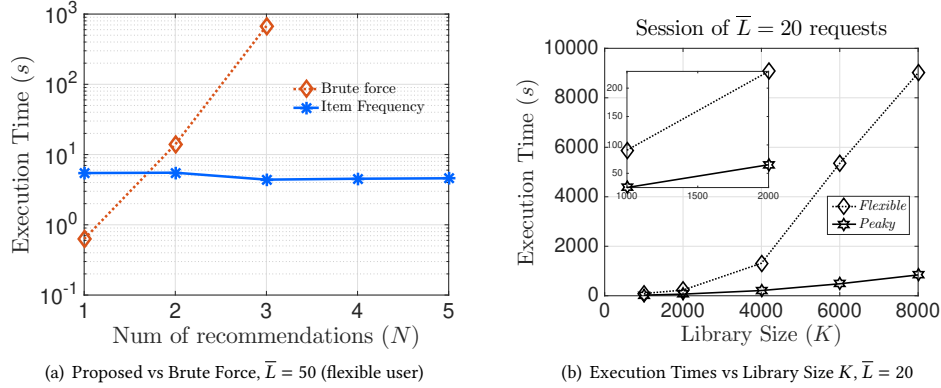 10^3
10^2
10^1
10^0
10^-1
Execution Time (s)
Brute force
Item Frequency
1 2 3 4 5
Num of recommendations (N)
(a) Proposed vs Brute Force, L̅ = 50 (flexible user)
Session of L̅ = 20 requests
10000
8000
6000
4000
2000
0
Execution Time (s)
200
150
100
50
1000 1500 2000
Flexible
Peaky
0 2000 4000 6000 8000
Library Size (K)
(b) Execution Times vs Library Size K, L̅ = 20